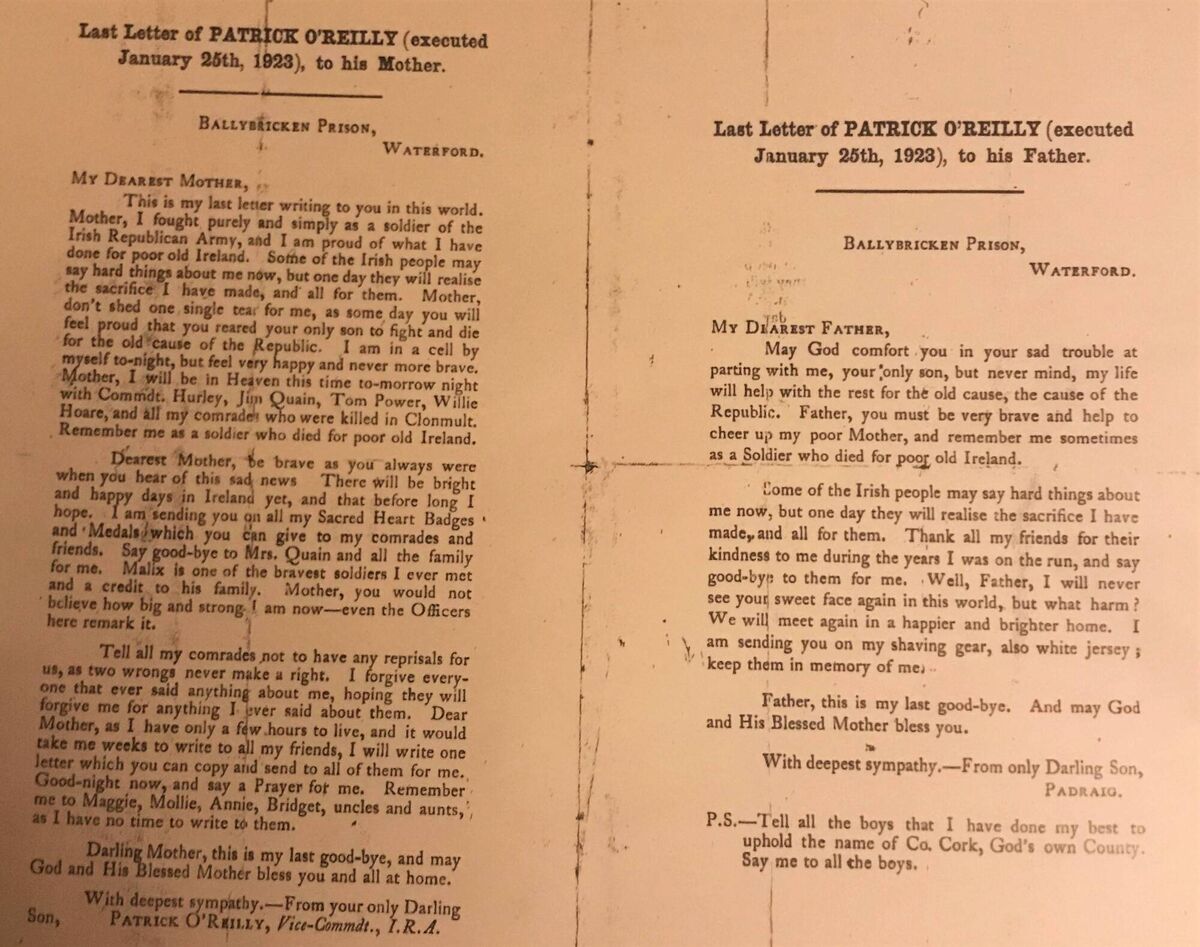 Last Letter of PATRICK O'REILLY (executed
January 25th, 1923), to his Mother.
BALLYBRICKEN PRISON,
WATERFORD.
MY DEAREST MOTHER,
This is my last letter writing to you in this world.
Mother, I fought purely and simply as a soldier of the
Irish Republican Army, and I am proud of what I have
done for poor old Ireland. Some of the Irish people may
say hard things about me now, but one day they will realise
the sacrifice I have made, and all for them. Mother,
don't shed one single tear for me, as some day you will
feel proud that you reared your only son to fight and die
for the old cause of the Republic. I am in a cell by
myself to-night, but feel very happy and never more brave.
Mother, I will be in Heaven this time to-morrow night
with Commdt. Hurley, Jim Quain, Tom Power, Willie
Hoare, and all my comrades who were killed in Clonmult.
Remember me as a soldier who died for poor old Ireland.
Dearest Mother, be brave as you always were
when you hear of this sad news There will be bright
and happy days in Ireland yet, and that before long I
hope. I am sending you on all my Sacred Heart Badges
and Medals which you can give to my comrades and
friends. Say good-bye to Mrs. Quain and all the family
for me. Malix is one of the bravest soldiers I ever met
and a credit to his family. Mother, you would not
believe how big and strong I am now—even the Officers
here remark it.
Tell all my comrades not to have any reprisals for
us, as two wrongs never make a right. I forgive every-
one that ever said anything about me, hoping they will
forgive me for anything I ever said about them. Dear
Mother, as I have only a few hours to live, and it would
take me weeks to write to all my friends, I will write one
letter which you can copy and send to all of them for me.
Good-night now, and say a Prayer for me. Remember
me to Maggie, Mollie, Annie, Bridget, uncles and aunts,
as I have no time to write to them.
Darling Mother, this is my last good-bye, and may
God and His Blessed Mother bless you and all at home.
With deepest sympathy.—From your only Darling
Son, PATRICK O'REILLY, Vice-Commdt., I.R.A.
Last Letter of PATRICK O'REILLY (executed
January 25th, 1923), to his Father.
BALLYBRICKEN PRISON,
WATERFORD.
MY DEAREST FATHER,
May God comfort you in your sad trouble at
parting with me, your only son, but never mind, my life
will help with the rest for the old cause, the cause of the
Republic. Father, you must be very brave and help to
cheer up my poor Mother, and remember me sometimes
as a Soldier who died for poor old Ireland.
Some of the Irish people may say hard things about
me now, but one day they will realise the sacrifice I have
made, and all for them. Thank all my friends for their
kindness to me during the years I was on the run, and say
good-bye to them for me. Well, Father, I will never
see your sweet face again in this world, but what harm?
We will meet again in a happier and brighter home. I
am sending you on my shaving gear, also white jersey;
keep them in memory of me.
Father, this is my last good-bye. And may God
and His Blessed Mother bless you.
With deepest sympathy.—From only Darling Son,
PADRAIG.
P.S.—Tell all the boys that I have done my best to
uphold the name of Co. Cork, God's own County.
Say me to all the boys.